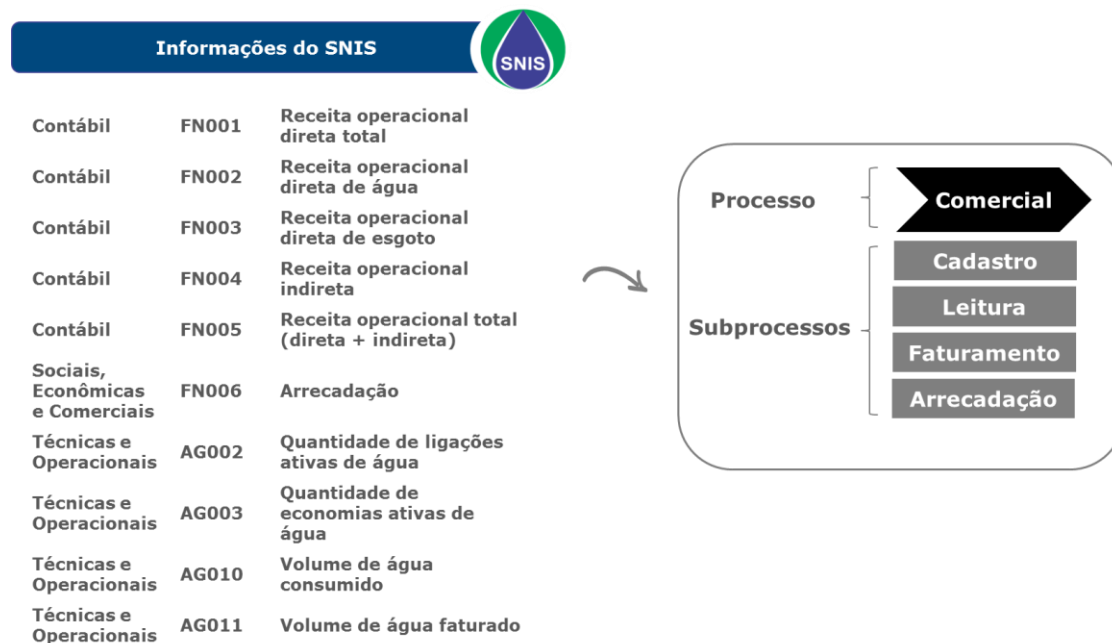 Informações do SNIS
SNIS
Contábil FN001 Receita operacional
direta total
Contábil FN002 Receita operacional
direta de água
Contábil FN003 Receita operacional
direta de esgoto
Contábil FN004 Receita operacional
indireta
Contábil FN005 Receita operacional total
(direta + indireta)
Sociais,
Econômicas
e Comerciais
FN006 Arrecadação
Técnicas e
Operacionais
AG002 Quantidade de ligações
ativas de água
Técnicas e
Operacionais
AG003 Quantidade de
economias ativas de
água
Técnicas e
Operacionais
AG010 Volume de água
consumido
Técnicas e
Operacionais
AG011 Volume de água faturado
Processo
Comercial
Subprocessos
Cadastro
Leitura
Faturamento
Arrecadação